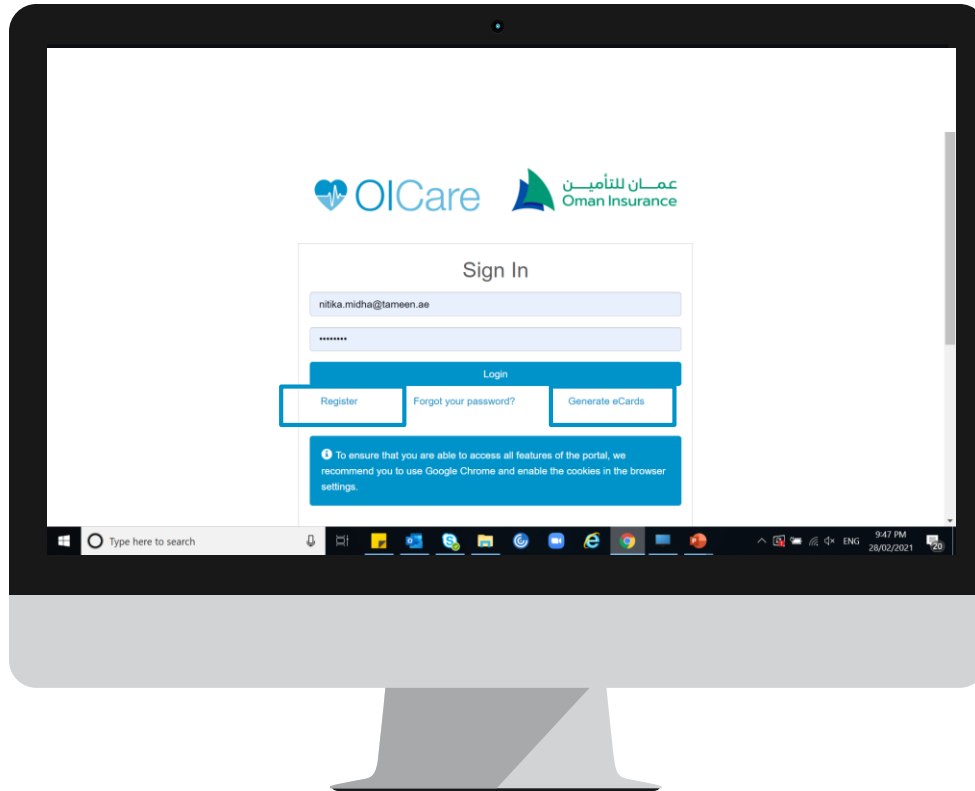 OICare
عمـــان للتأميـــن
Oman Insurance
Sign In
nitika.midha@tameen.ae
••••••••
Login
Register Forgot your password? Generate eCards
To ensure that you are able to access all features of the portal, we
recommend you to use Google Chrome and enable the cookies in the browser
settings.
Type here to search
ENG
9:47 PM
28/02/2021
20